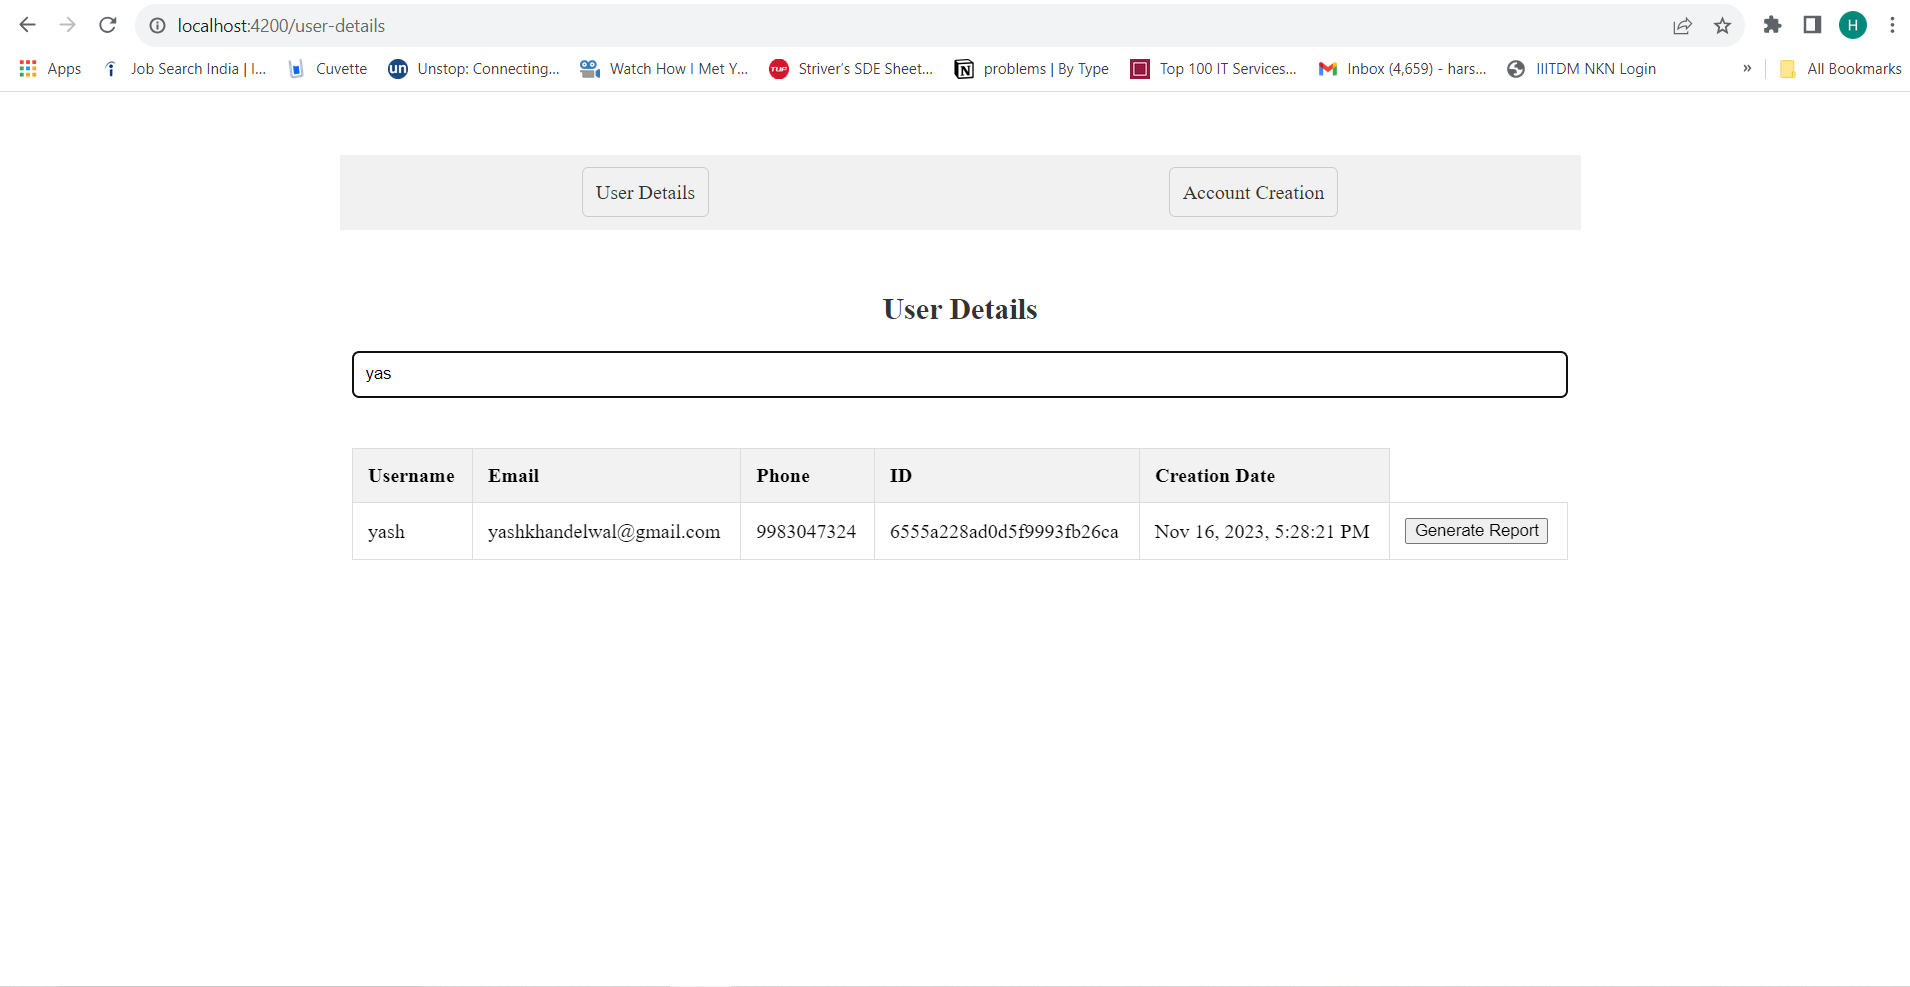 localhost:4200/user-details
H
Apps Job Search India | I... Cuvette un Unstop: Connecting... Watch How I Met Y... TUF Striver's SDE Sheet... problems | By Type Top 100 IT Services... Inbox (4,659) - hars... IIITDM NKN Login » All Bookmarks
User Details Account Creation
User Details
yas
Username Email Phone ID Creation Date
yash yashkhandelwal@gmail.com 9983047324 6555a228ad0d5f9993fb26ca Nov 16, 2023, 5:28:21 PM Generate Report